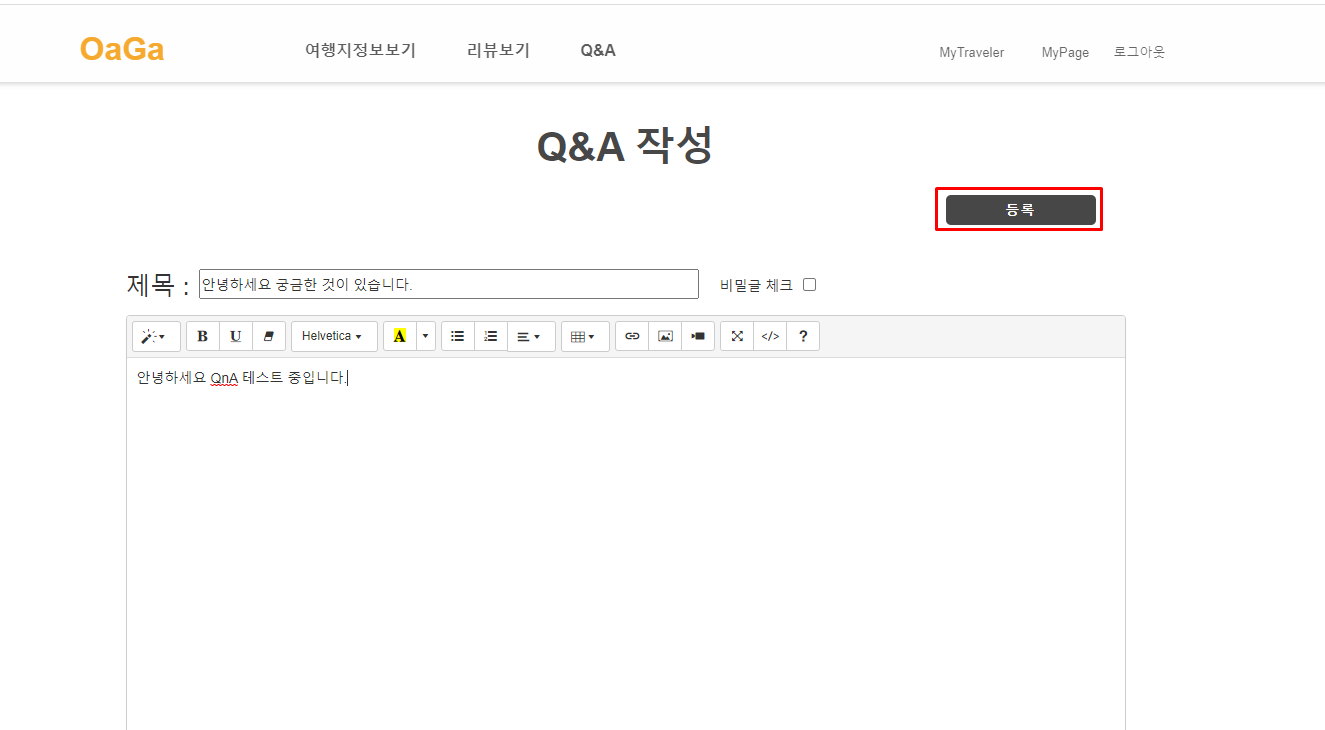 OaGa 여행지정보보기 리뷰보기 Q&A MyTraveler MyPage 로그아웃
Q&A 작성
등록
제목 : 안녕하세요 궁금한 것이 있습니다. 비밀글 체크
B U Helvetica A </> ?
안녕하세요 QnA 테스트 중입니다.